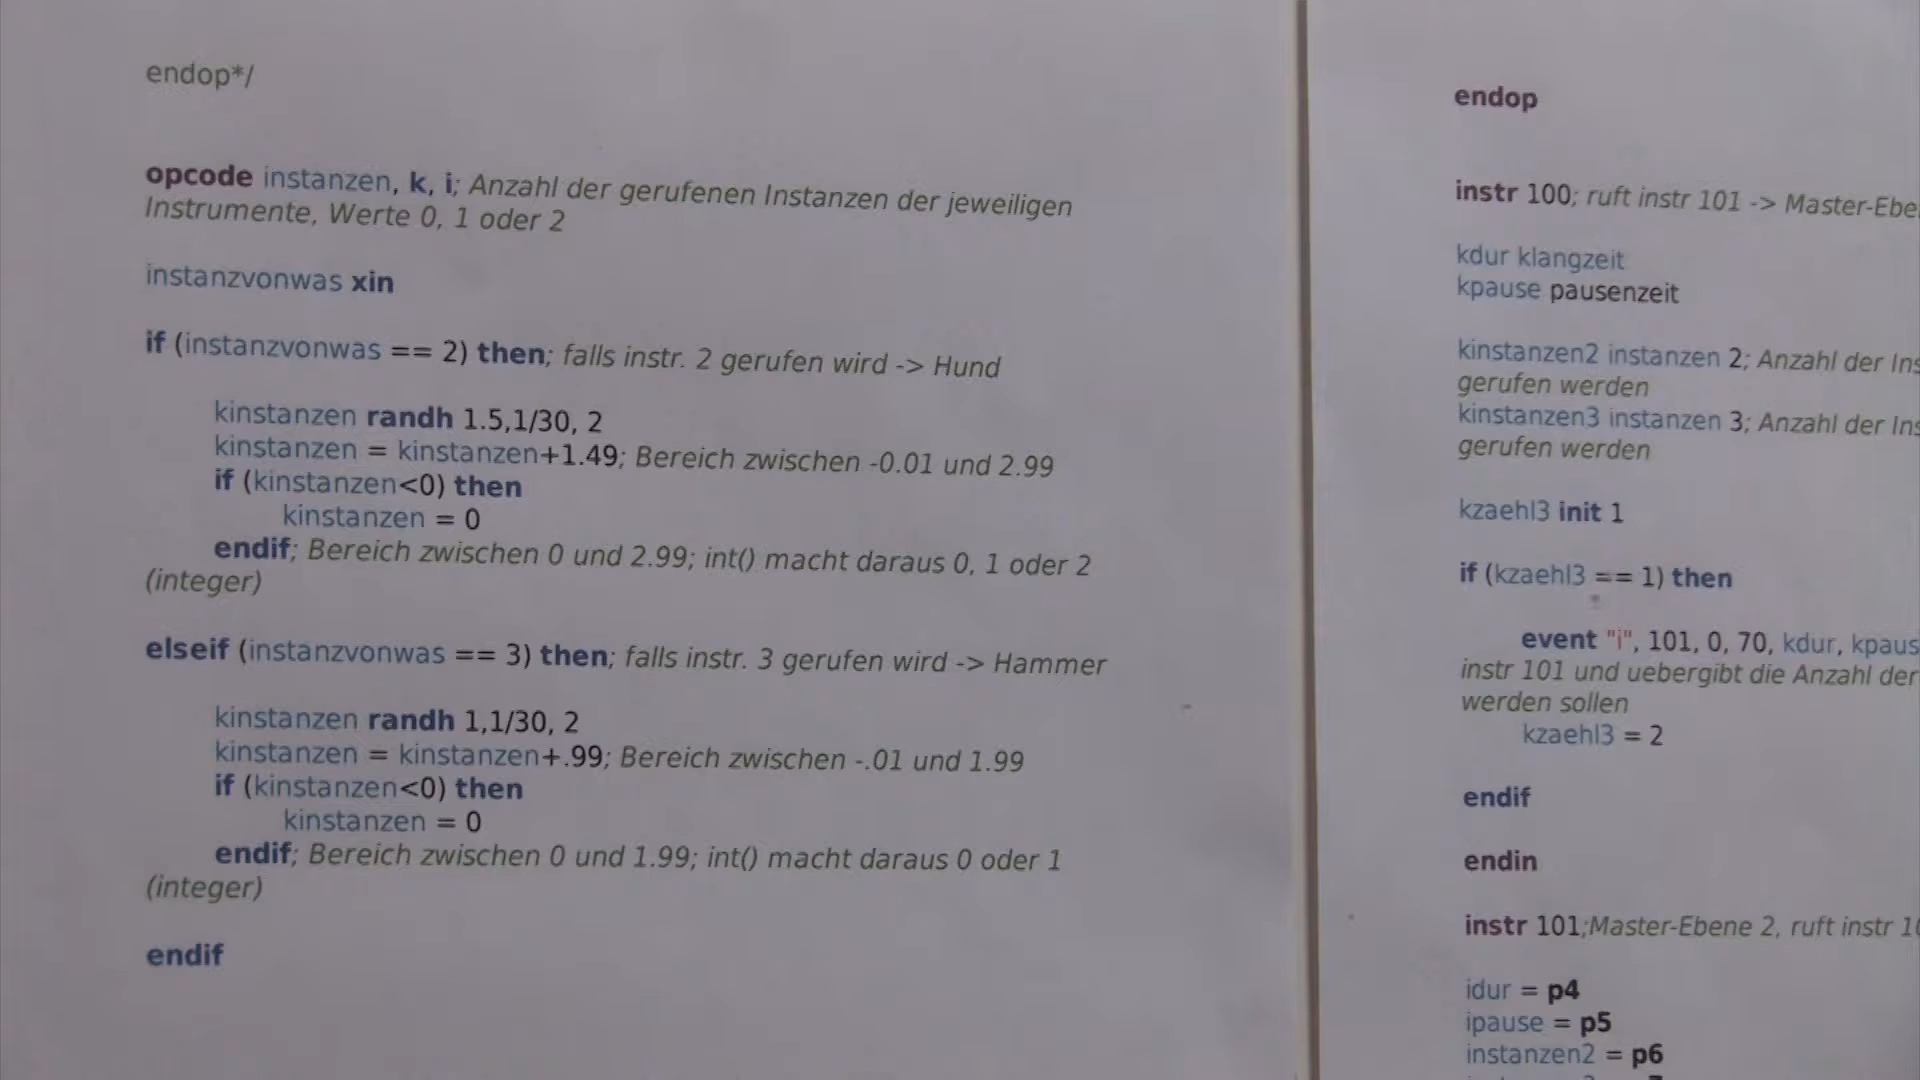 endop*/
opcode instanzen, k, i; Anzahl der gerufenen Instanzen der jeweiligen
Instrumente, Werte 0, 1 oder 2
instanzvonwas xin
if (instanzvonwas == 2) then; falls instr. 2 gerufen wird -> Hund
kinstanzen randh 1.5,1/30, 2
kinstanzen = kinstanzen+1.49; Bereich zwischen -0.01 und 2.99
if (kinstanzen<0) then
kinstanzen = 0
endif; Bereich zwischen 0 und 2.99; int() macht daraus 0, 1 oder 2
(integer)
elseif (instanzvonwas == 3) then; falls instr. 3 gerufen wird -> Hammer
kinstanzen randh 1,1/30, 2
kinstanzen = kinstanzen+.99; Bereich zwischen -.01 und 1.99
if (kinstanzen<0) then
kinstanzen = 0
endif; Bereich zwischen 0 und 1.99; int() macht daraus 0 oder 1
(integer)
endif
endop
instr 100; ruft instr 101 -> Master-Ebe
kdur klangzeit
kpause pausenzeit
kinstanzen2 instanzen 2; Anzahl der Ins
gerufen werden
kinstanzen3 instanzen 3; Anzahl der Ins
gerufen werden
kzaehl3 init 1
if (kzaehl3 == 1) then
event "i", 101, 0, 70, kdur, kpaus
instr 101 und uebergibt die Anzahl der
werden sollen
kzaehl3 = 2
endif
endin
instr 101;Master-Ebene 2, ruft instr 10
idur = p4
ipause = p5
instanzen2 = p6